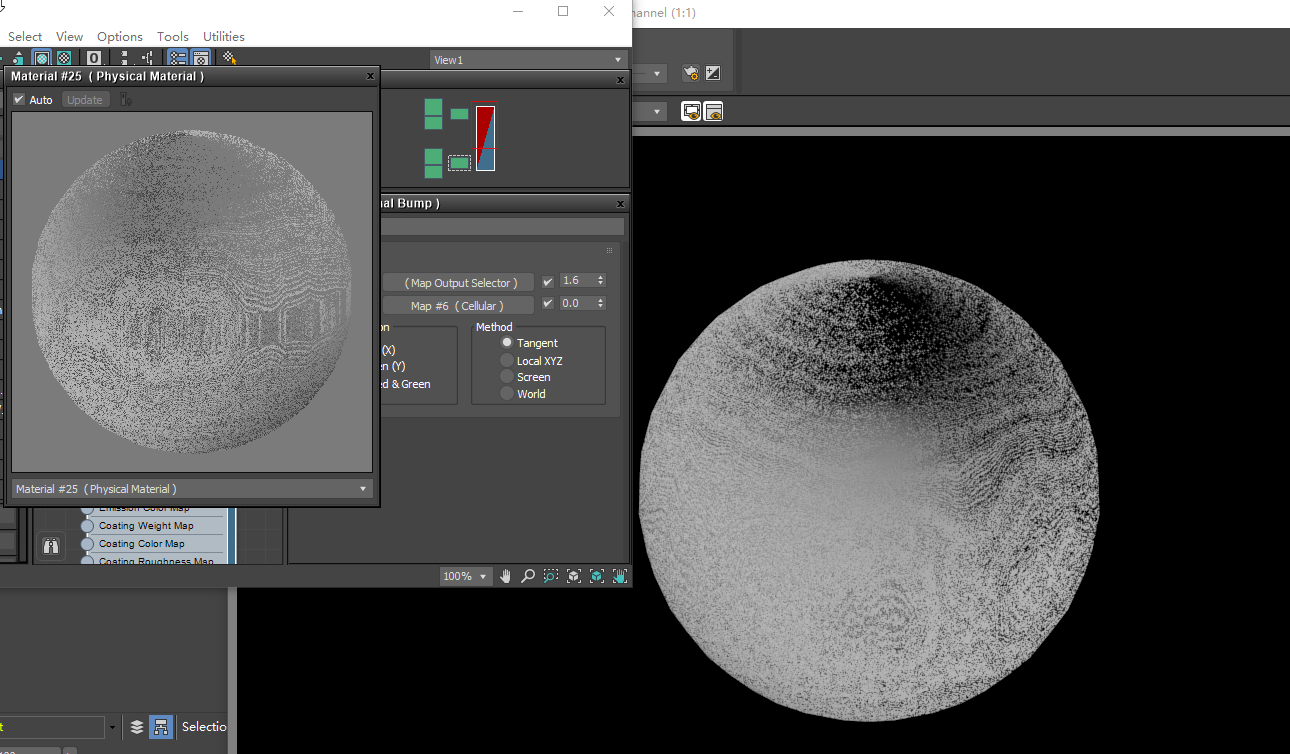 hannel (1:1)
Select View Options Tools Utilities
View1
Material #25 ( Physical Material )
Auto Update
nal Bump )
( Map Output Selector ) 1.6
Map #6 ( Cellular ) 0.0
on
Method
(X)
Tangent
en (Y)
Local XYZ
ed & Green
Screen
World
Material #25 ( Physical Material )
Emission Color Map
Coating Weight Map
Coating Color Map
Coating Roughness Map
100%
t
Selectio